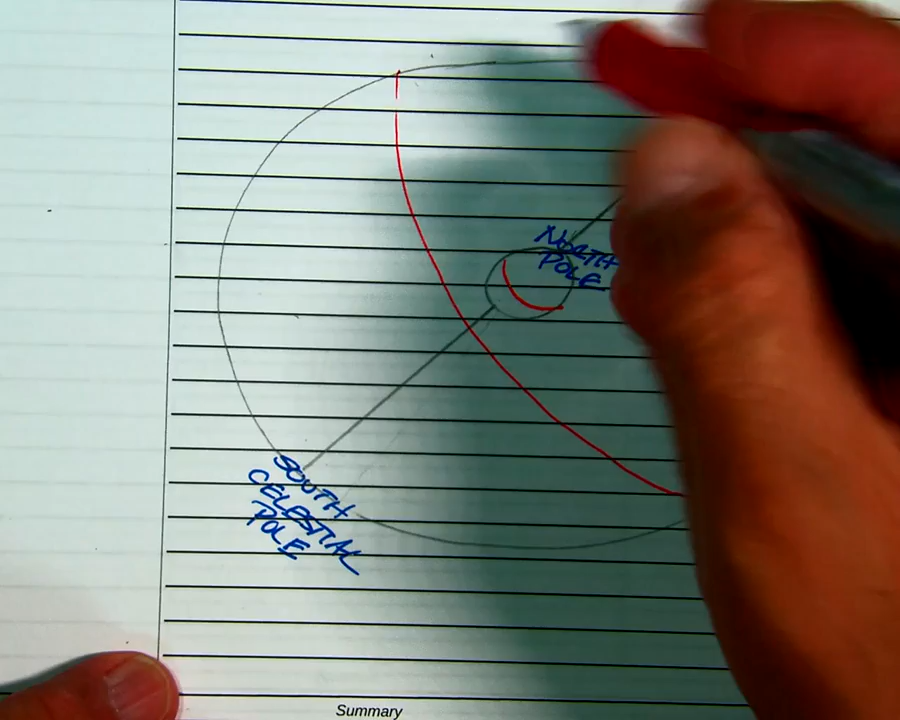 NORTH
POLE
SOUTH
CELESTIAL
POLE
Summary